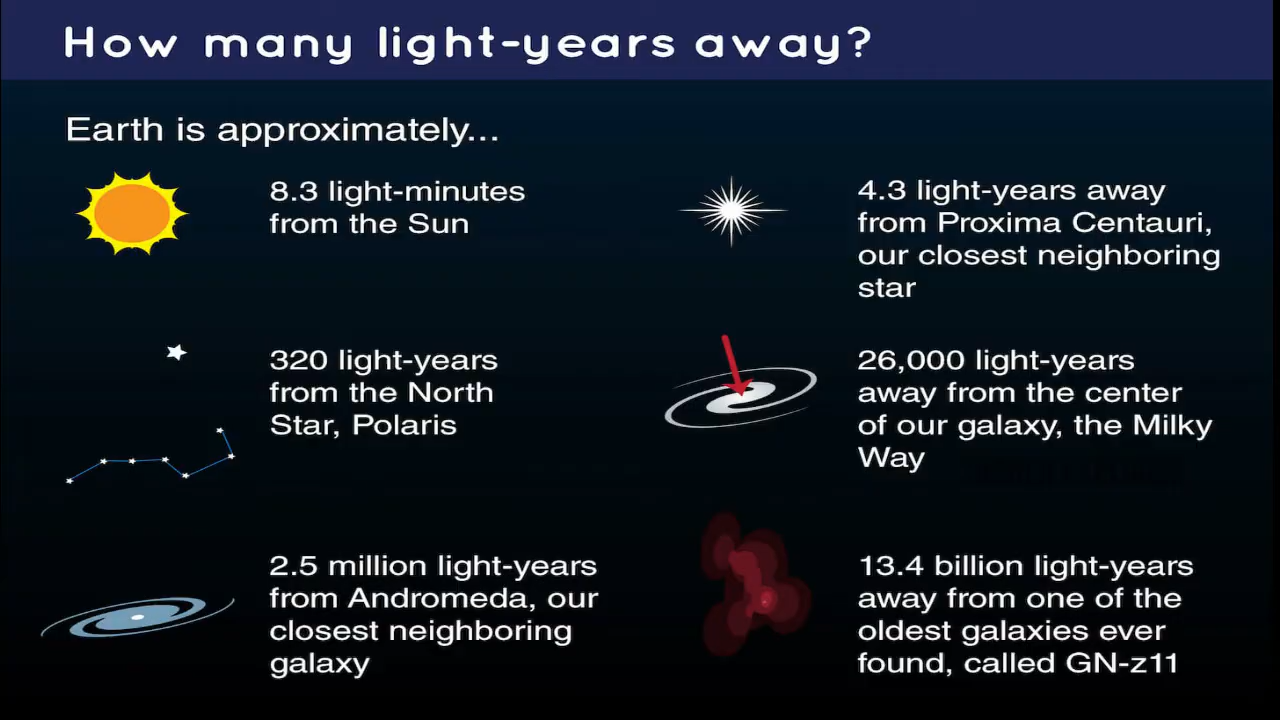 How many light-years away?
Earth is approximately...
8.3 light-minutes
from the Sun
4.3 light-years away
from Proxima Centauri,
our closest neighboring
star
320 light-years
from the North
Star, Polaris
26,000 light-years
away from the center
of our galaxy, the Milky
Way
2.5 million light-years
from Andromeda, our
closest neighboring
galaxy
13.4 billion light-years
away from one of the
oldest galaxies ever
found, called GN-z11